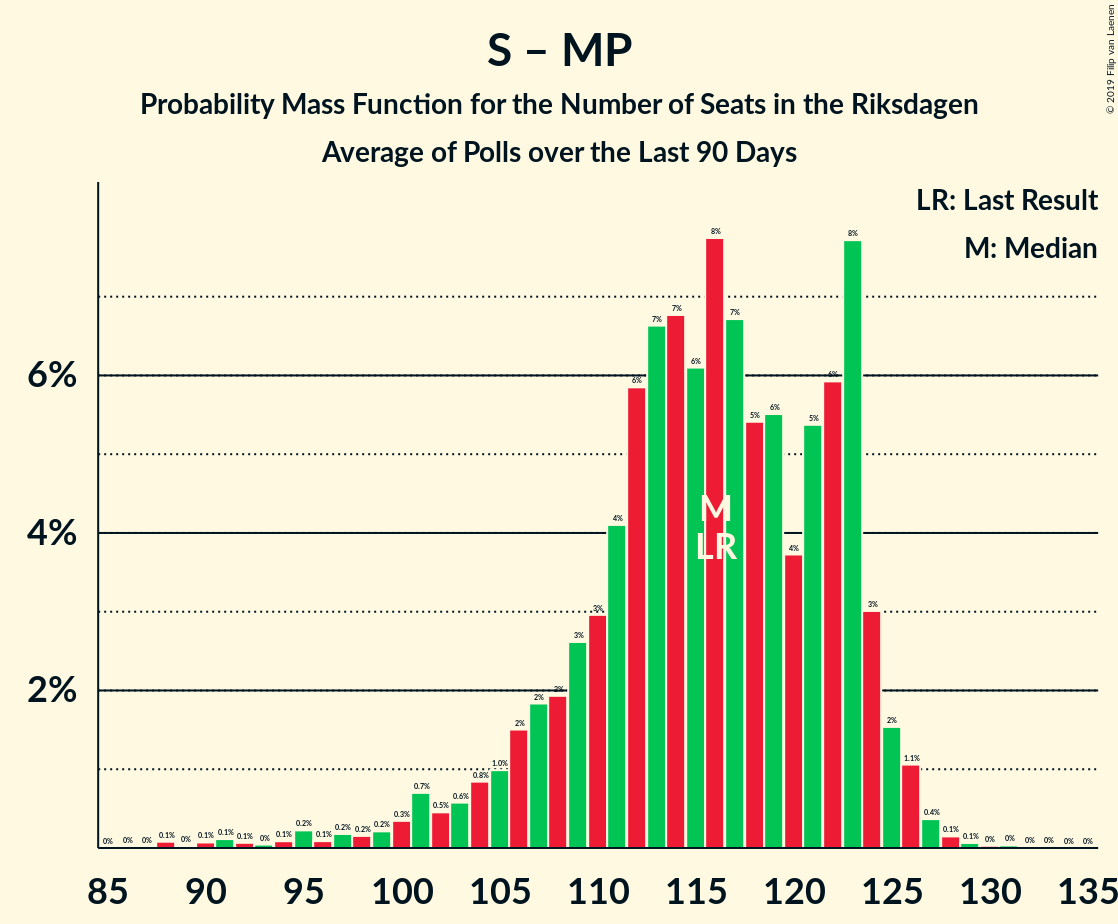 S – MP
Probability Mass Function for the Number of Seats in the Riksdagen
Average of Polls over the Last 90 Days
© 2019 Filip van Laenen
LR: Last Result
M: Median
6%
4%
2%
0% 0% 0% 0.1% 0% 0.1% 0.1% 0.1% 0% 0.1% 0.2% 0.1% 0.2% 0.2% 0.2% 0.3% 0.7% 0.5% 0.6% 0.8% 1.0% 2% 2% 2% 3% 3% 4% 6% 7% 7% 6% 8% 7% 5% 6% 4% 5% 6% 8% 3% 2% 1.1% 0.4% 0.1% 0.1% 0% 0% 0% 0% 0% 0%
M
LR
85 90 95 100 105 110 115 120 125 130 135